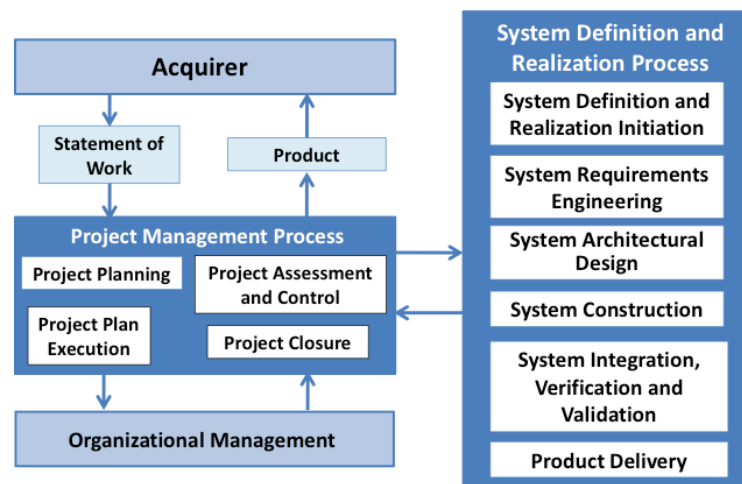 Acquirer
Statement of
Work
Product
Project Management Process
Project Planning
Project Assessment
and Control
Project Plan
Execution
Project Closure
Organizational Management
System Definition and
Realization Process
System Definition and
Realization Initiation
System Requirements
Engineering
System Architectural
Design
System Construction
System Integration,
Verification and
Validation
Product Delivery